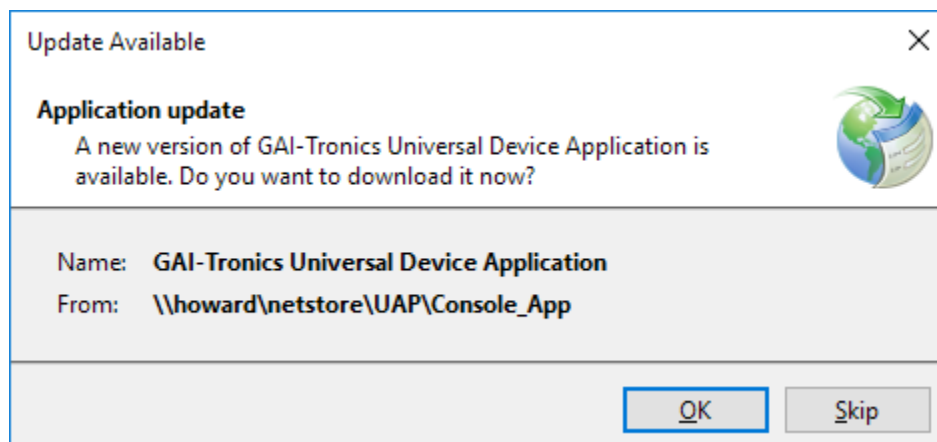 Update Available
Application update
A new version of GAI-Tronics Universal Device Application is
available. Do you want to download it now?
Name: GAI-Tronics Universal Device Application
From: \\howard\netstore\UAP\Console_App
OK Skip